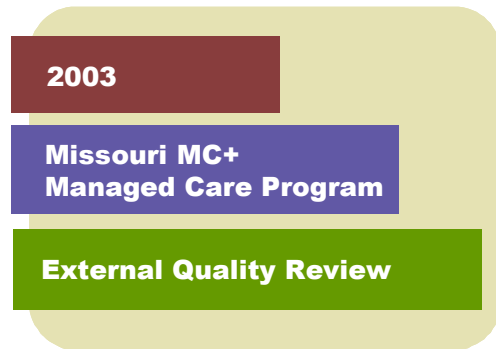 2003
Missouri MC+
Managed Care Program
External Quality Review